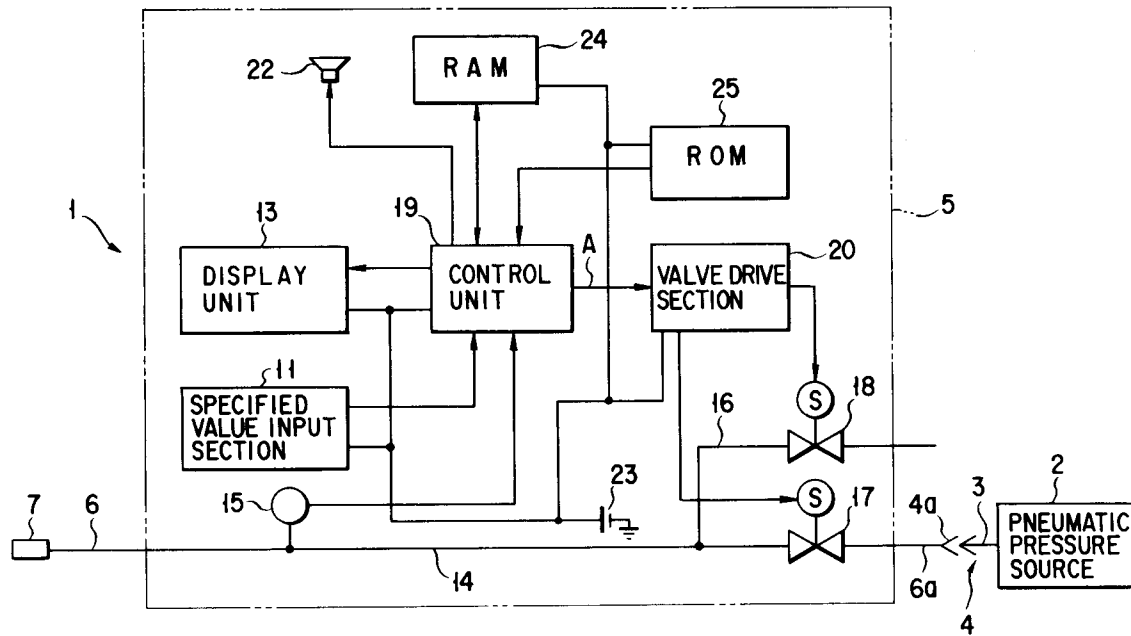 22
RAM
24
25
ROM
1
13
19
A
20
5
DISPLAY
UNIT
CONTROL
UNIT
VALVE DRIVE
SECTION
11
SPECIFIED
VALUE INPUT
SECTION
S
18
16
15
23
S
17
4a
3
2
7
6
14
6a
4
PNEUMATIC
PRESSURE
SOURCE